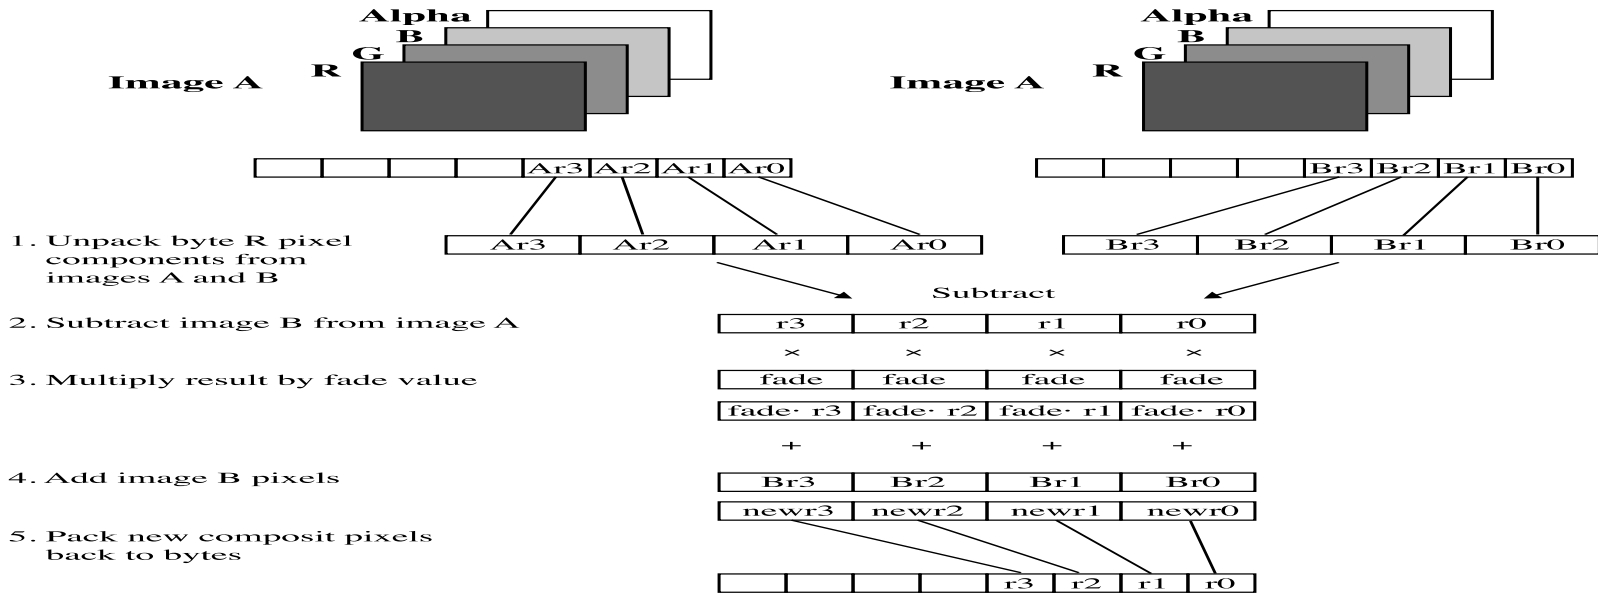 Alpha Alpha
B B
G G
R R
Image A Image A
Ar3 Ar2 Ar1 Ar0 Br3 Br2 Br1 Br0
1. Unpack byte R pixel Ar3 Ar2 Ar1 Ar0 Br3 Br2 Br1 Br0
components from
images A and B
Subtract
2. Subtract image B from image A r3 r2 r1 r0
× × × ×
3. Multiply result by fade value fade fade fade fade
fade· r3 fade· r2 fade· r1 fade· r0
+ + + +
4. Add image B pixels Br3 Br2 Br1 Br0
newr3 newr2 newr1 newr0
5. Pack new composit pixels
back to bytes
r3 r2 r1 r0